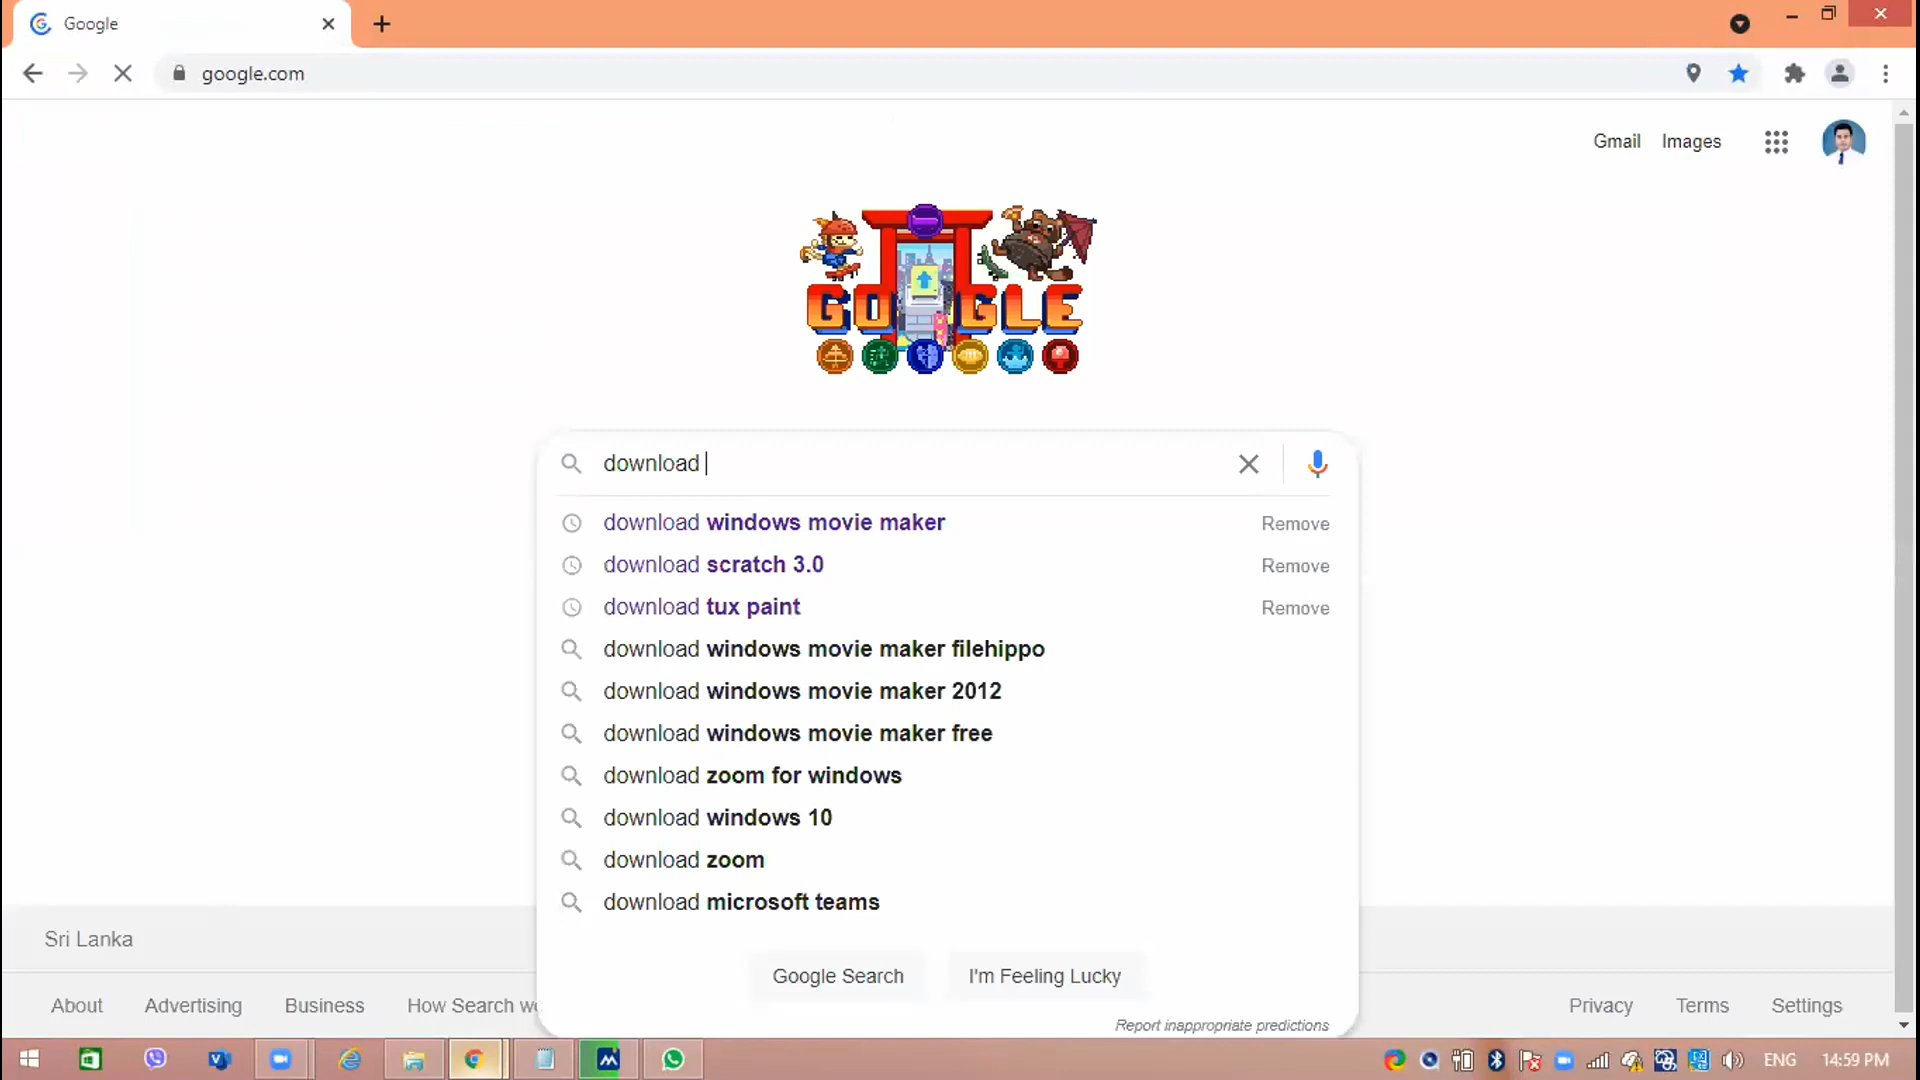 Google
google.com
Gmail Images
GOOGLE
download
download windows movie maker Remove
download scratch 3.0 Remove
download tux paint Remove
download windows movie maker filehippo
download windows movie maker 2012
download windows movie maker free
download zoom for windows
download windows 10
download zoom
download microsoft teams
Google Search I'm Feeling Lucky
Report inappropriate predictions
Sri Lanka
About Advertising Business How Search wo Privacy Terms Settings
ENG 14:59 PM